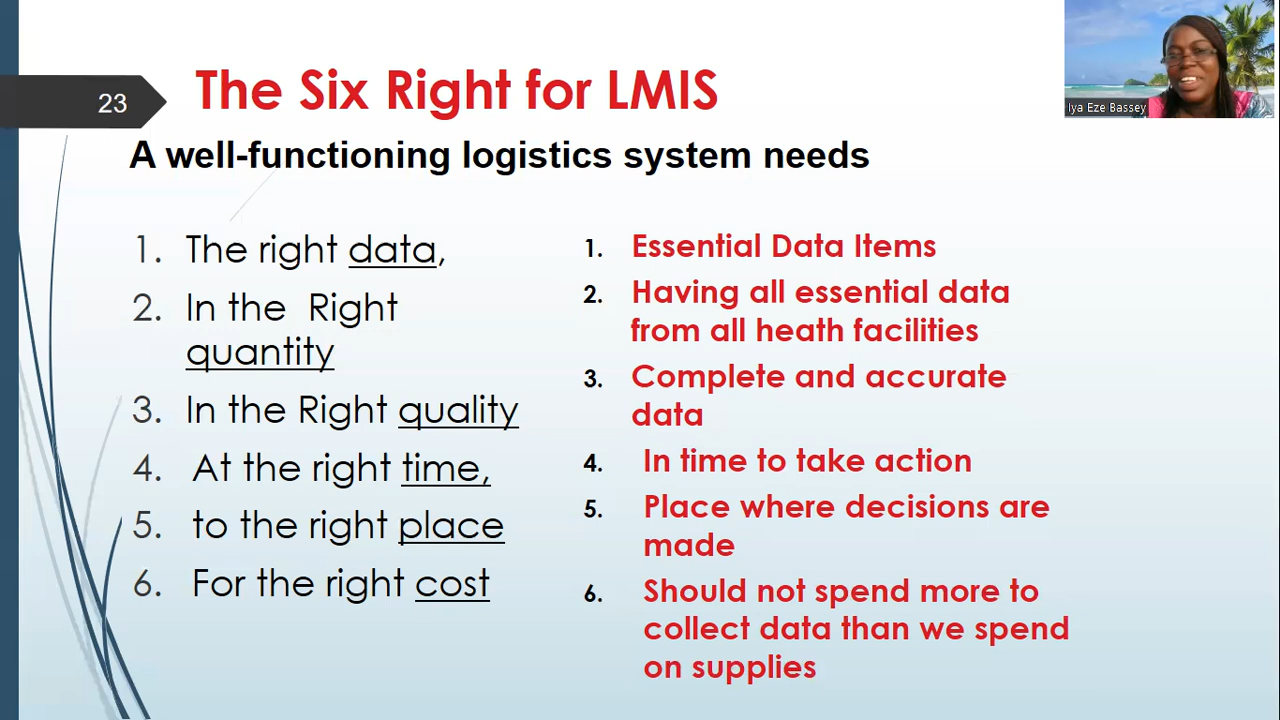 23
The Six Right for LMIS
Iya Eze Bassey
A well-functioning logistics system needs
1. The right data,
2. In the Right
quantity
3. In the Right quality
4. At the right time,
5. to the right place
6. For the right cost
1. Essential Data Items
2. Having all essential data
from all heath facilities
3. Complete and accurate
data
4. In time to take action
5. Place where decisions are
made
6. Should not spend more to
collect data than we spend
on supplies